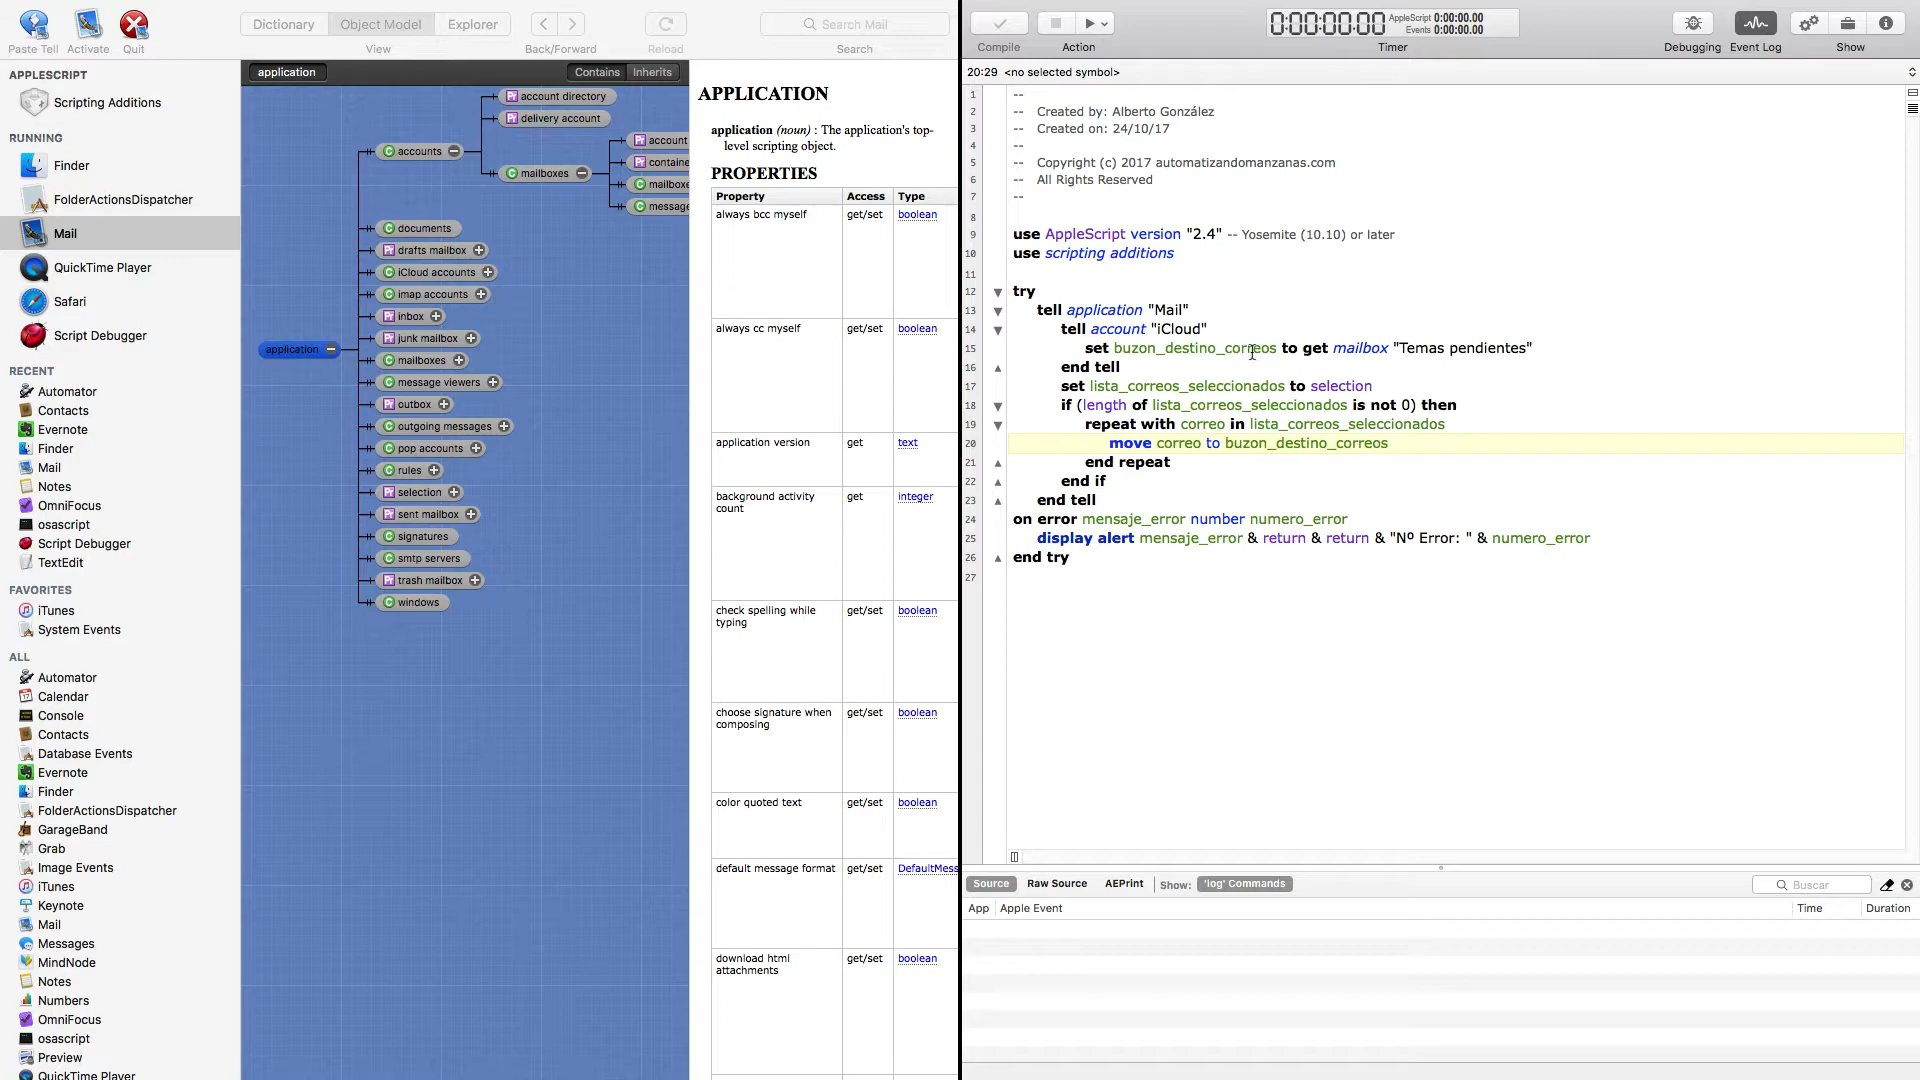 Paste Tell
Activate
Quit
Dictionary
Object Model
Explorer
View
Back/Forward
Reload
Search Mail
Search
APPLESCRIPT
Scripting Additions
RUNNING
Finder
FolderActionsDispatcher
Mail
QuickTime Player
Safari
Script Debugger
RECENT
Automator
Contacts
Evernote
Finder
Mail
Notes
OmniFocus
osascript
Script Debugger
TextEdit
FAVORITES
iTunes
System Events
ALL
Automator
Calendar
Console
Contacts
Database Events
Evernote
Finder
FolderActionsDispatcher
GarageBand
Grab
Image Events
iTunes
Keynote
Mail
Messages
MindNode
Notes
Numbers
OmniFocus
osascript
Preview
QuickTime Player
application
Contains
Inherits
application
accounts
account directory
delivery account
mailboxes
account
containe
mailboxe
message
documents
drafts mailbox
iCloud accounts
imap accounts
inbox
junk mailbox
mailboxes
message viewers
outbox
outgoing messages
pop accounts
rules
selection
sent mailbox
signatures
smtp servers
trash mailbox
windows
APPLICATION
application (noun) : The application's top-
level scripting object.
PROPERTIES
Property Access Type
always bcc myself get/set boolean
always cc myself get/set boolean
application version get text
background activity get integer
count
check spelling while get/set boolean
typing
choose signature when get/set boolean
composing
color quoted text get/set boolean
default message format get/set DefaultMess
download html get/set boolean
attachments
Compile
Action
0:00:00:00.00
AppleScript 0:00:00.00
Events 0:00:00.00
Timer
Debugging
Event Log
Show
20:29 <no selected symbol>
1 --
2 -- Created by: Alberto González
3 -- Created on: 24/10/17
4 --
5 -- Copyright (c) 2017 automatizandomanzanas.com
6 -- All Rights Reserved
7 --
8
9 use AppleScript version "2.4" -- Yosemite (10.10) or later
10 use scripting additions
11
12 try
13 tell application "Mail"
14 tell account "iCloud"
15 set buzon_destino_correos to get mailbox "Temas pendientes"
16 end tell
17 set lista_correos_seleccionados to selection
18 if (length of lista_correos_seleccionados is not 0) then
19 repeat with correo in lista_correos_seleccionados
20 move correo to buzon_destino_correos
21 end repeat
22 end if
23 end tell
24 on error mensaje_error number numero_error
25 display alert mensaje_error & return & return & "Nº Error: " & numero_error
26 end try
27
Source
Raw Source
AEPrint
Show:
'log' Commands
Buscar
App Apple Event Time Duration